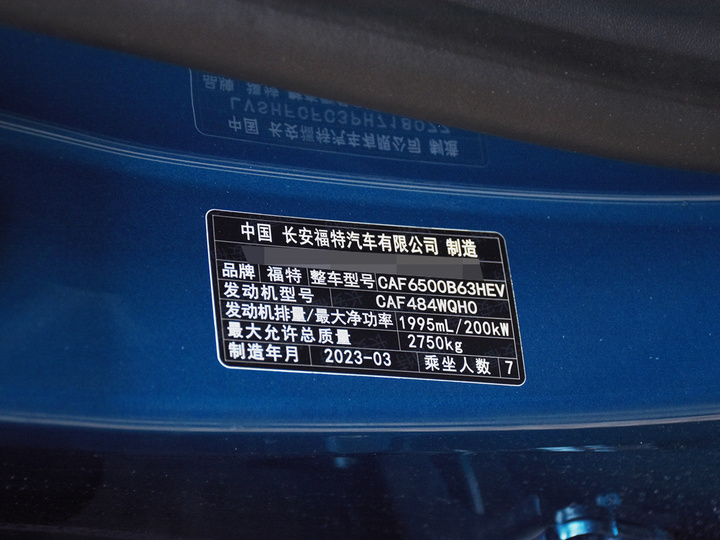 中国 长安福特汽车有限公司 制造
品牌 福特 整车型号 CAF6500B63HEV
发动机型号 CAF484WQH0
发动机排量/最大净功率 1995mL/200kW
最大允许总质量 2750kg
制造年月 2023-03 乘坐人数 7